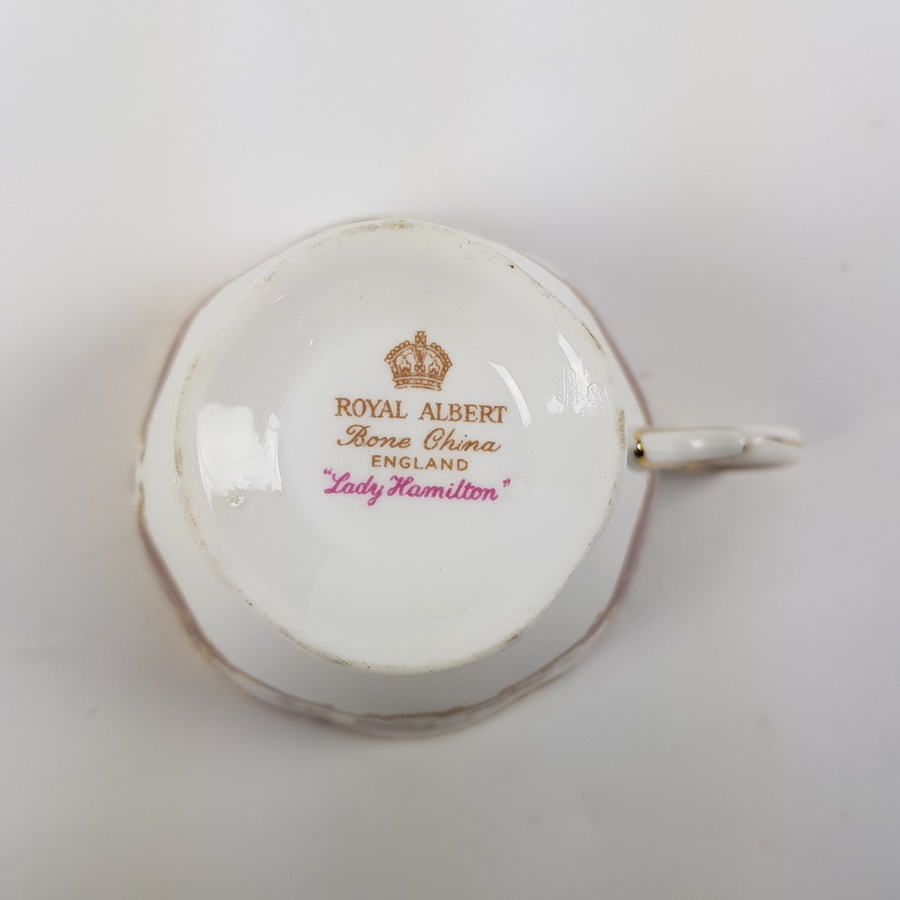 ROYAL ALBERT
Bone China
ENGLAND
"Lady Hamilton"